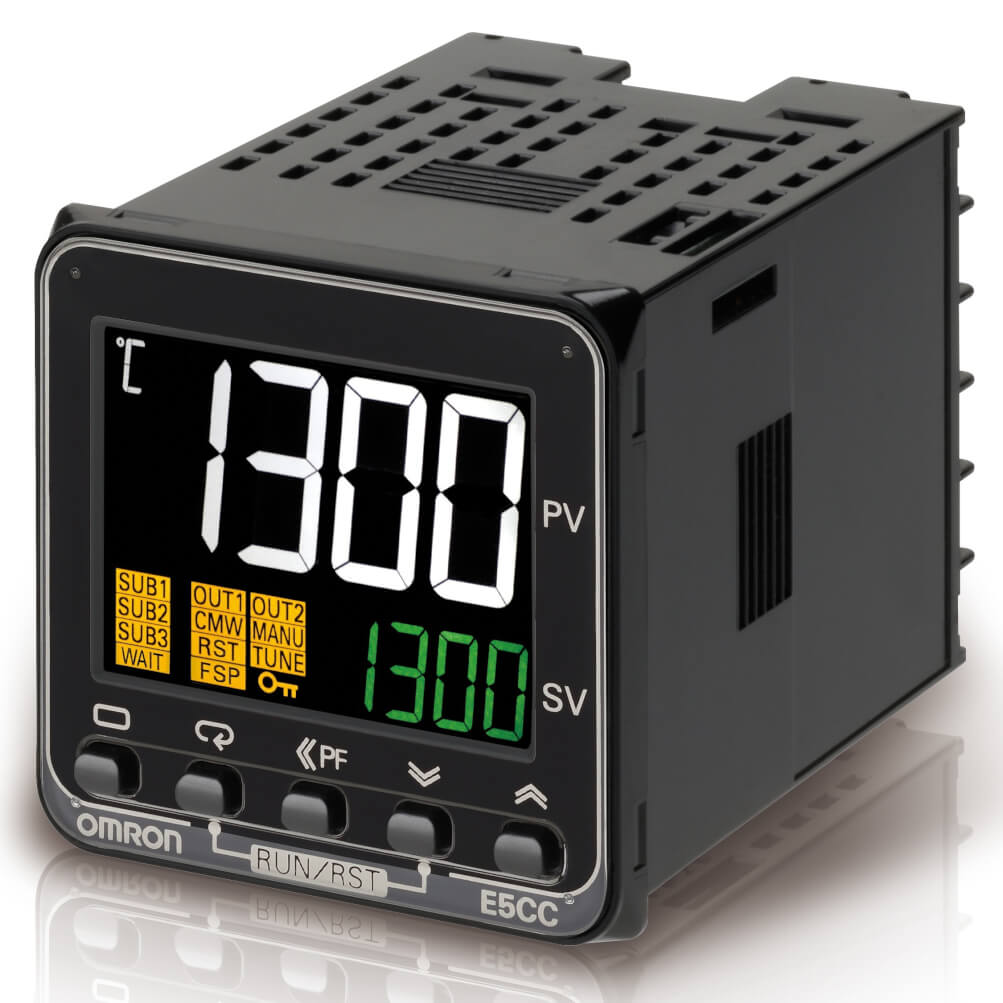 ℃
1300
PV
SUB1 OUT1 OUT2
SUB2 CMW MANU
SUB3 RST TUNE
WAIT FSP
1300
SV
PF
OMRON
RUN/RST
E5CC